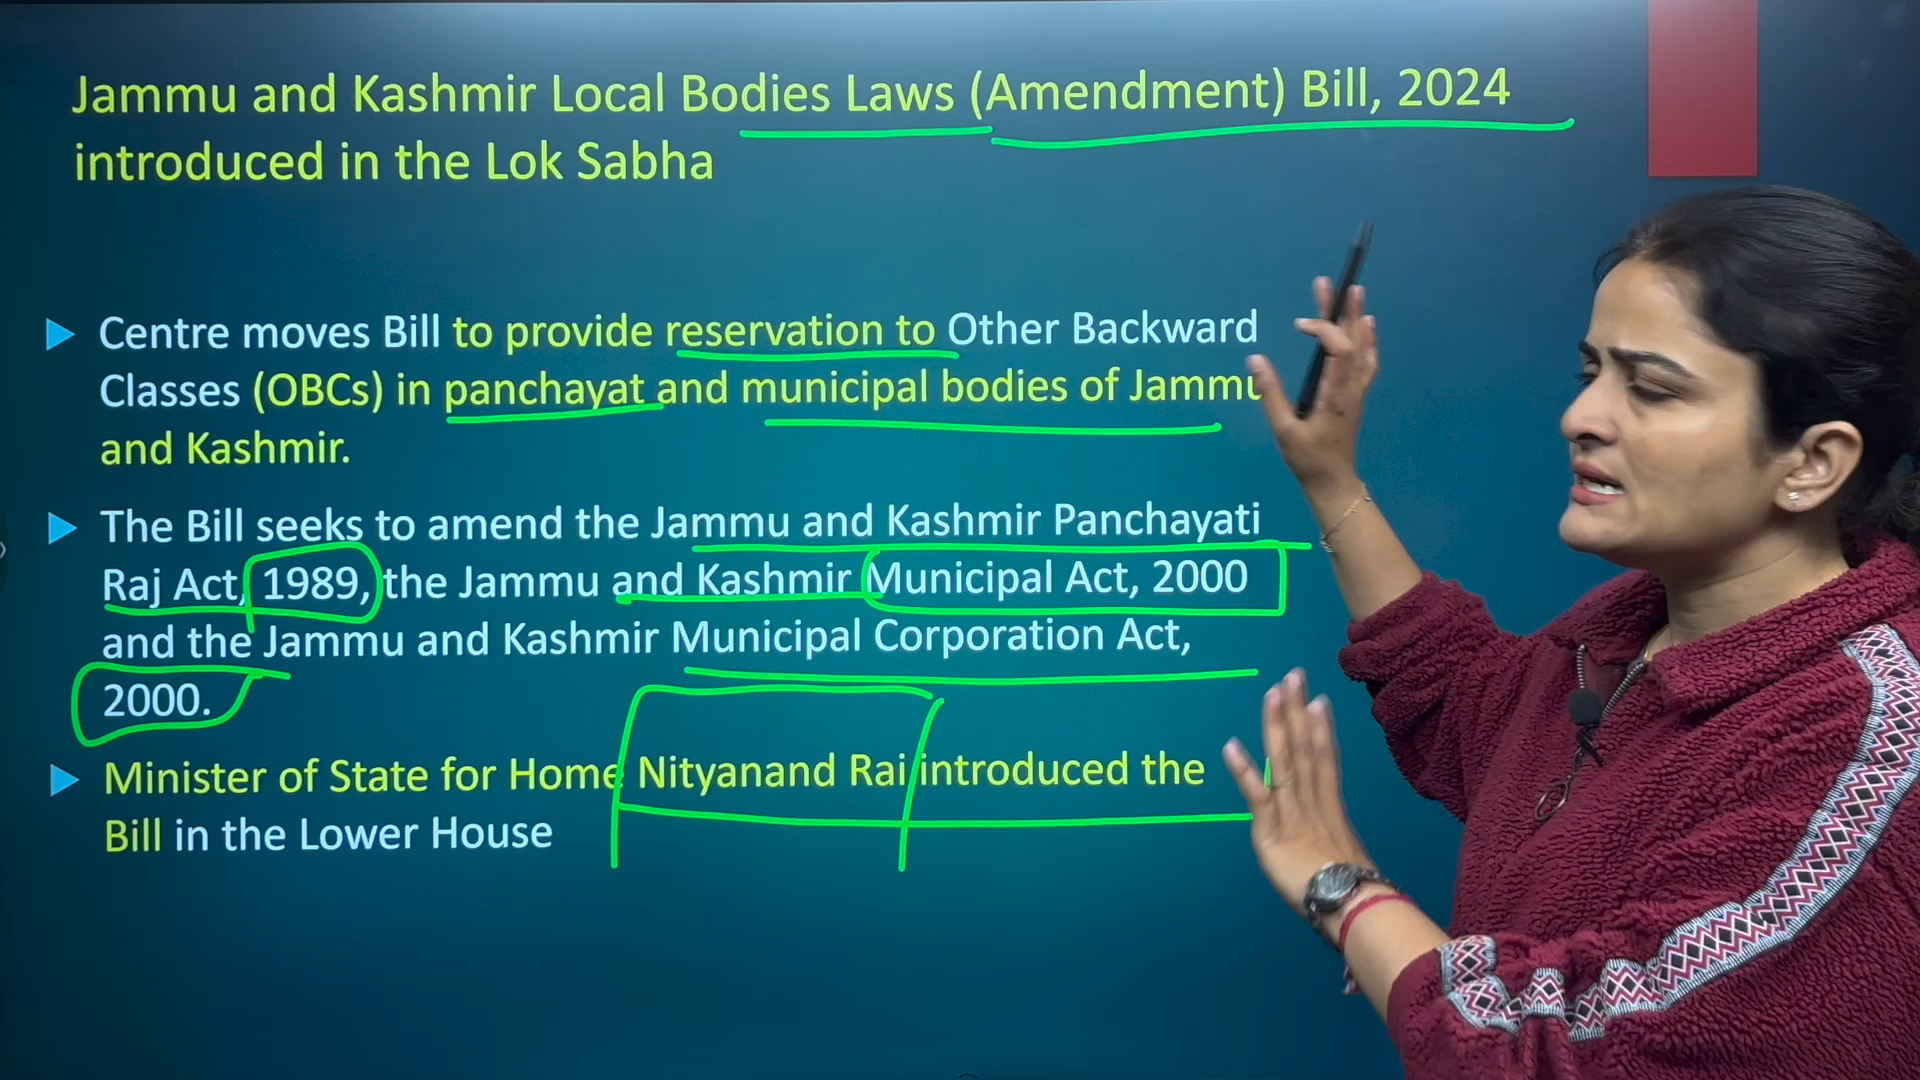 Jammu and Kashmir Local Bodies Laws (Amendment) Bill, 2024
introduced in the Lok Sabha
Centre moves Bill to provide reservation to Other Backward
Classes (OBCs) in panchayat and municipal bodies of Jammu
and Kashmir.
The Bill seeks to amend the Jammu and Kashmir Panchayati
Raj Act, 1989, the Jammu and Kashmir Municipal Act, 2000
and the Jammu and Kashmir Municipal Corporation Act,
2000.
Minister of State for Home Nityanand Rai introduced the
Bill in the Lower House